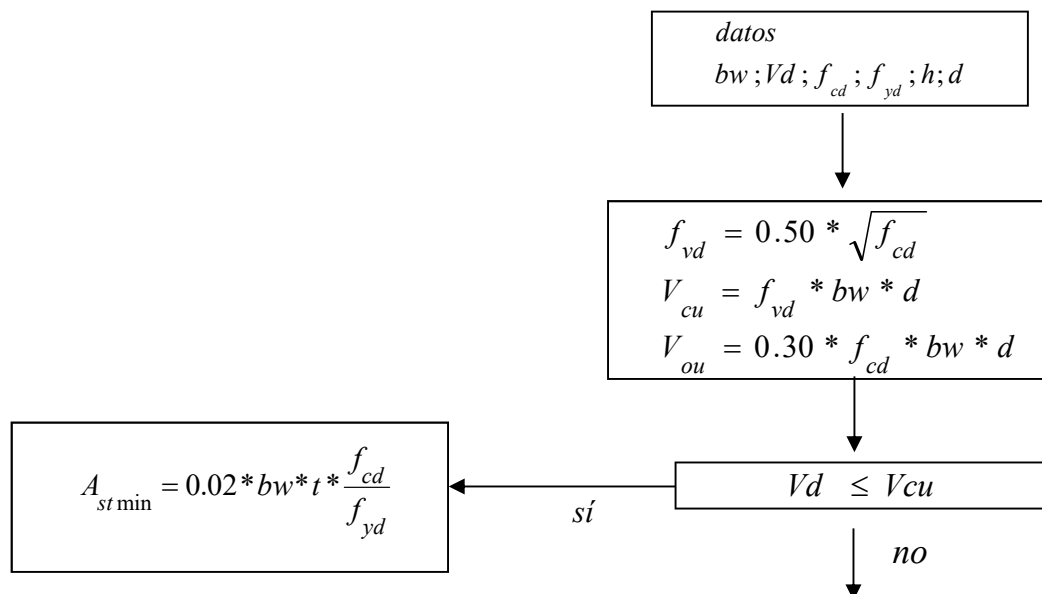 datos
bw ; Vd ; f_cd ; f_yd ; h; d
f_vd = 0.50 * √f_cd
V_cu = f_vd * bw * d
V_ou = 0.30 * f_cd * bw * d
A_st min = 0.02 * bw * t * f_cd / f_yd
Vd ≤ Vcu
sí
no